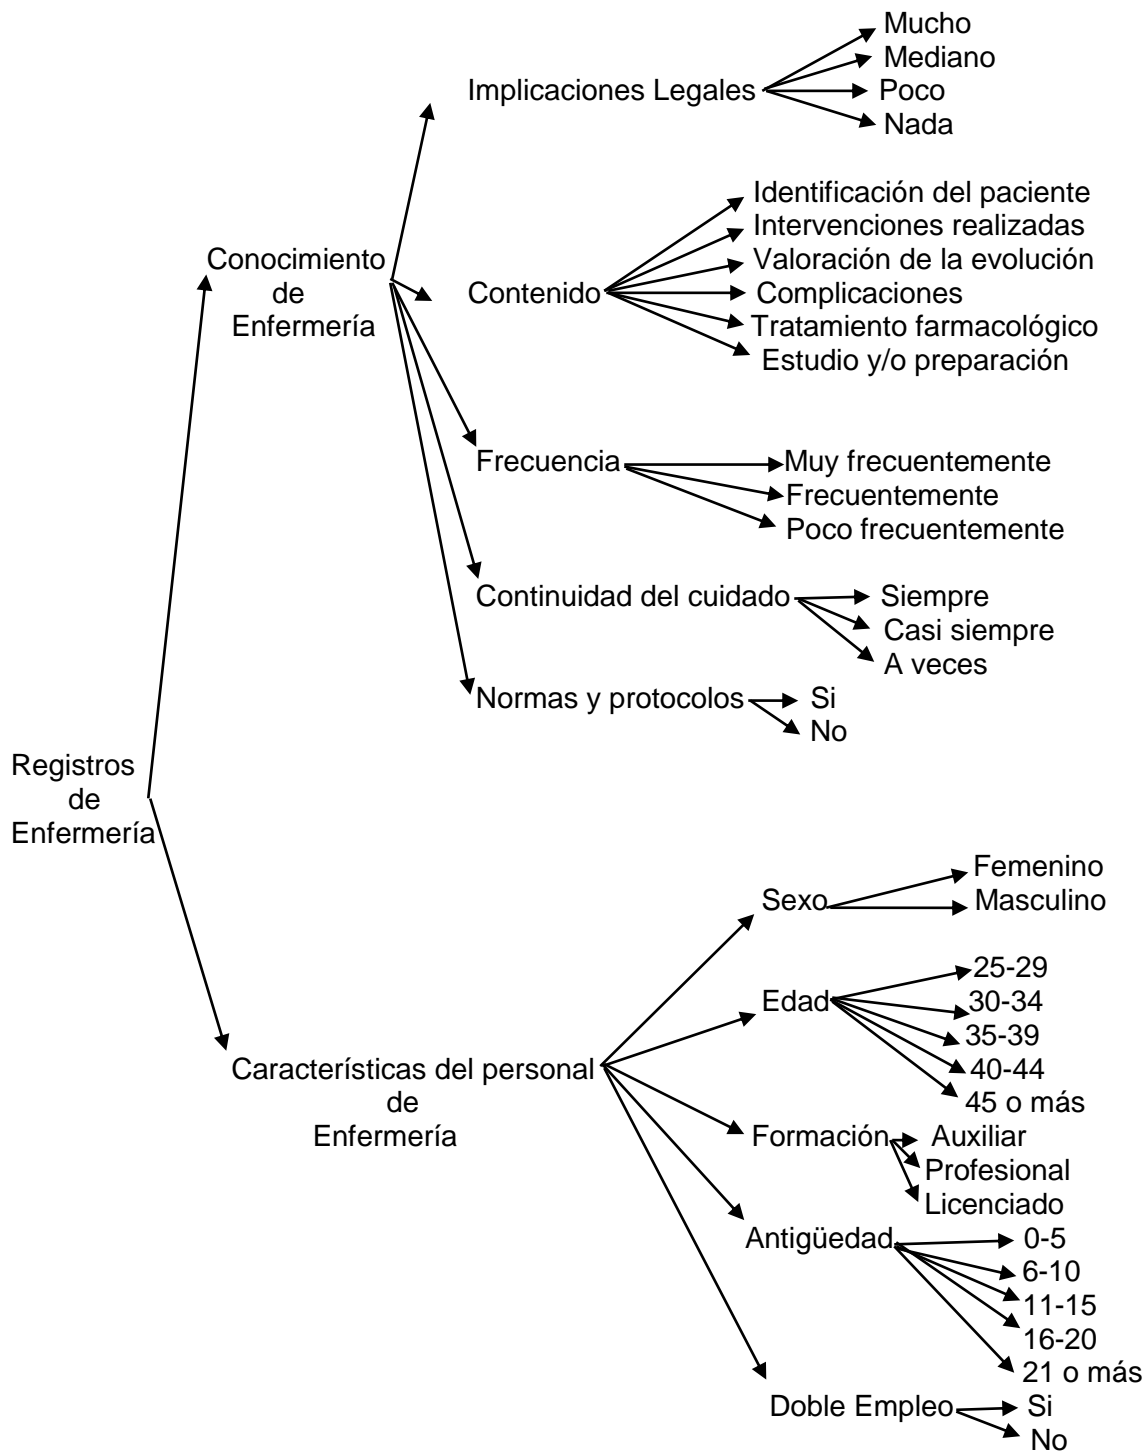 Mucho
Mediano
Implicaciones Legales
Poco
Nada
Identificación del paciente
Intervenciones realizadas
Conocimiento
de
Enfermería
Valoración de la evolución
Contenido
Complicaciones
Tratamiento farmacológico
Estudio y/o preparación
Frecuencia
Muy frecuentemente
Frecuentemente
Poco frecuentemente
Continuidad del cuidado
Siempre
Casi siempre
A veces
Normas y protocolos
Si
No
Registros
de
Enfermería
Sexo
Femenino
Masculino
Edad
25-29
30-34
35-39
40-44
45 o más
Características del personal
de
Enfermería
Formación
Auxiliar
Profesional
Licenciado
Antigüedad
0-5
6-10
11-15
16-20
21 o más
Doble Empleo
Si
No